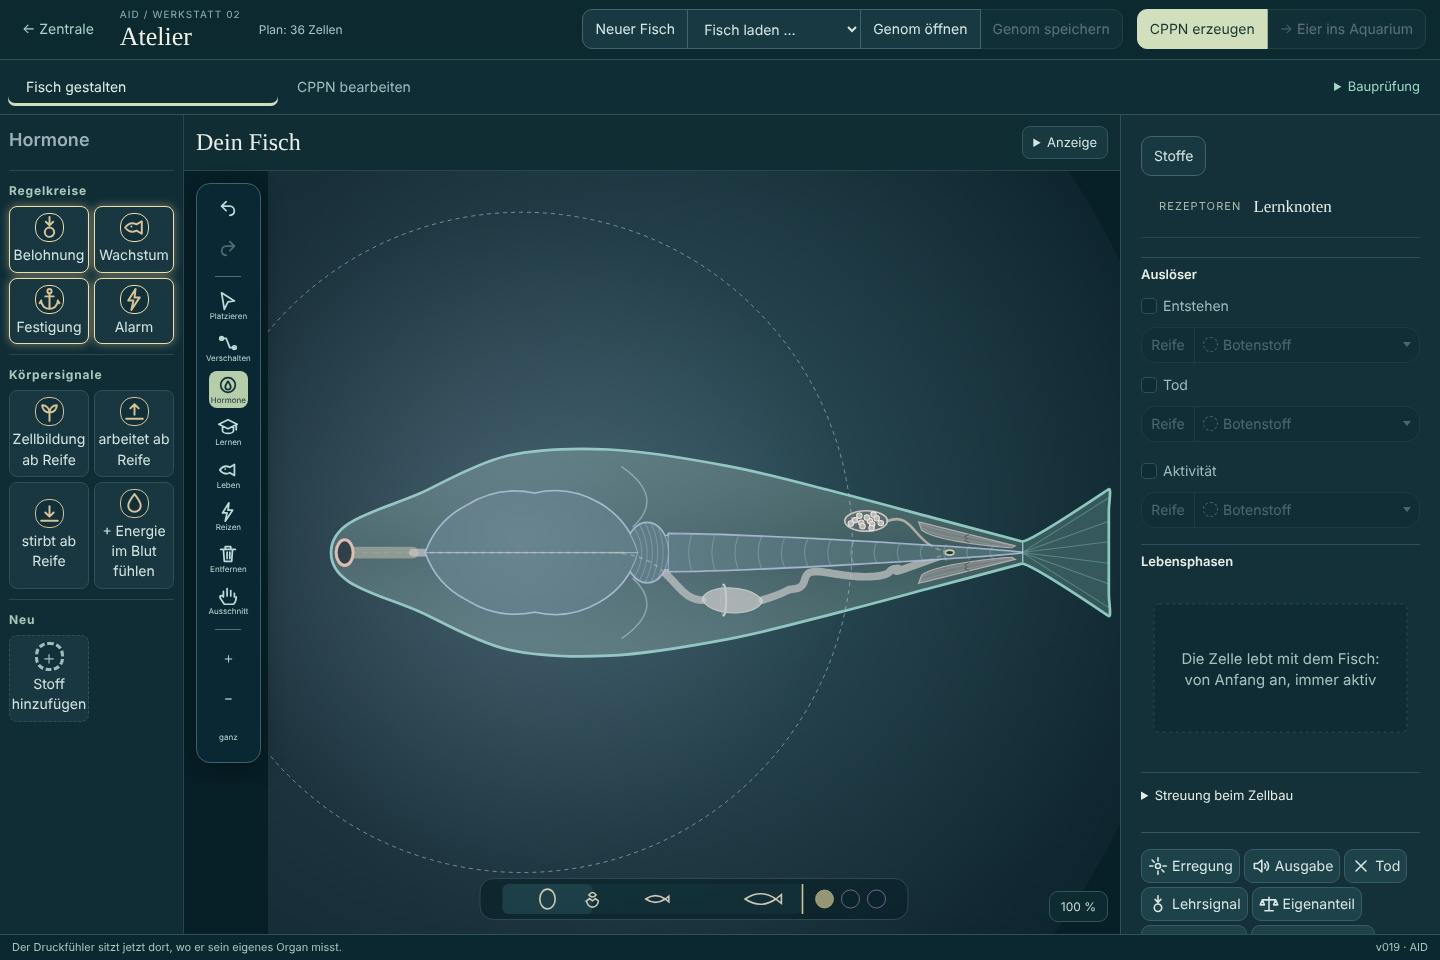 ← Zentrale
AID / WERKSTATT 02
Atelier
Plan: 36 Zellen
Neuer Fisch
Fisch laden ...
Genom öffnen
Genom speichern
CPPN erzeugen
→ Eier ins Aquarium
Fisch gestalten
CPPN bearbeiten
Bauprüfung
Hormone
Regelkreise
Belohnung
Wachstum
Festigung
Alarm
Körpersignale
Zellbildung
ab Reife
arbeitet ab
Reife
stirbt ab
Reife
+ Energie
im Blut
fühlen
Neu
+
Stoff
hinzufügen
Dein Fisch
Anzeige
Platzieren
Verschalten
Hormone
Lernen
Leben
Reizen
Entfernen
Ausschnitt
+
−
ganz
100 %
Stoffe
REZEPTOREN Lernknoten
Auslöser
Entstehen
Reife Botenstoff
Tod
Reife Botenstoff
Aktivität
Reife Botenstoff
Lebensphasen
Die Zelle lebt mit dem Fisch:
von Anfang an, immer aktiv
Streuung beim Zellbau
Erregung
Ausgabe
Tod
Lehrsignal
Eigenanteil
Der Druckfühler sitzt jetzt dort, wo er sein eigenes Organ misst.
v019 · AID